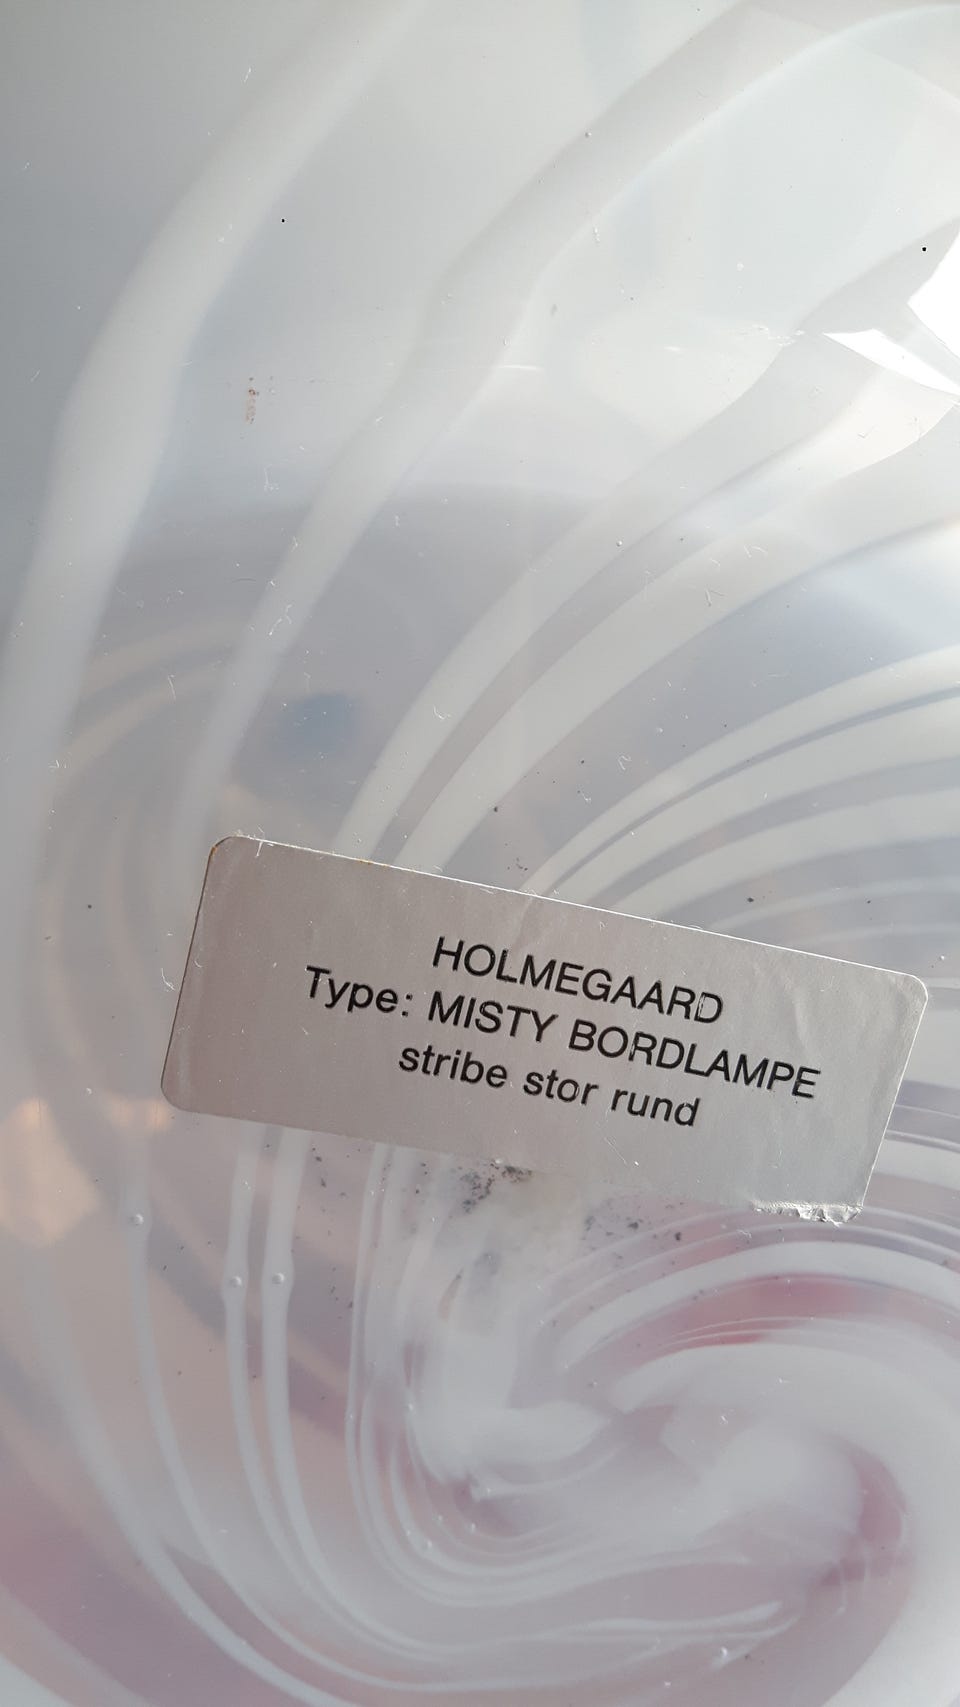 HOLMEGAARD
Type: MISTY BORDLAMPE
stribe stor rund